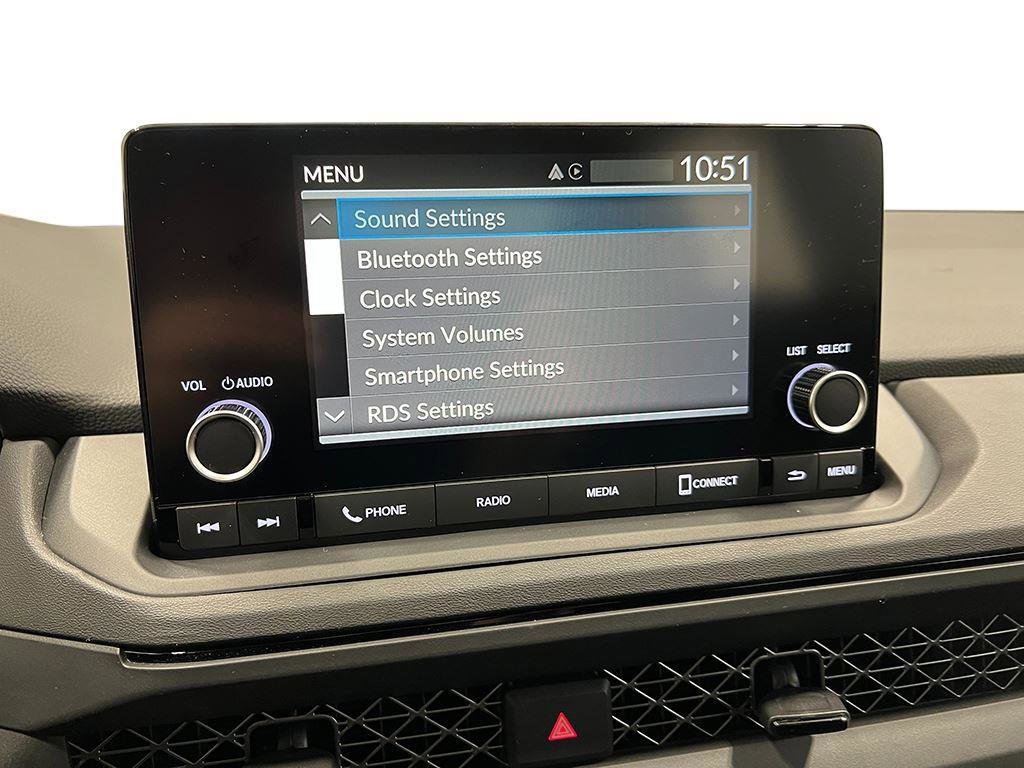 MENU 10:51
Sound Settings
Bluetooth Settings
Clock Settings
System Volumes
Smartphone Settings
RDS Settings
VOL AUDIO
LIST SELECT
PHONE RADIO MEDIA CONNECT MENU